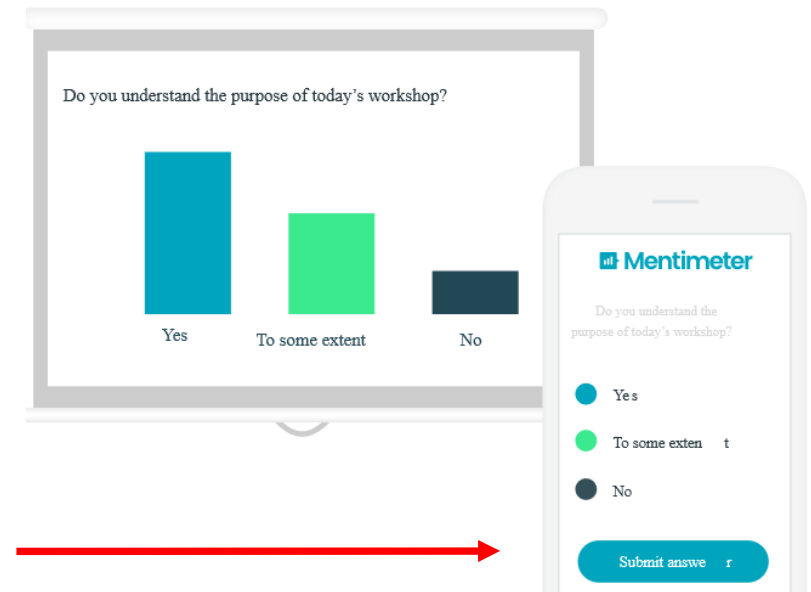 Do you understand the purpose of today's workshop?
Yes
To some extent
No
Mentimeter
Do you understand the
purpose of today's workshop?
Yes
To some exten t
No
Submit answe r